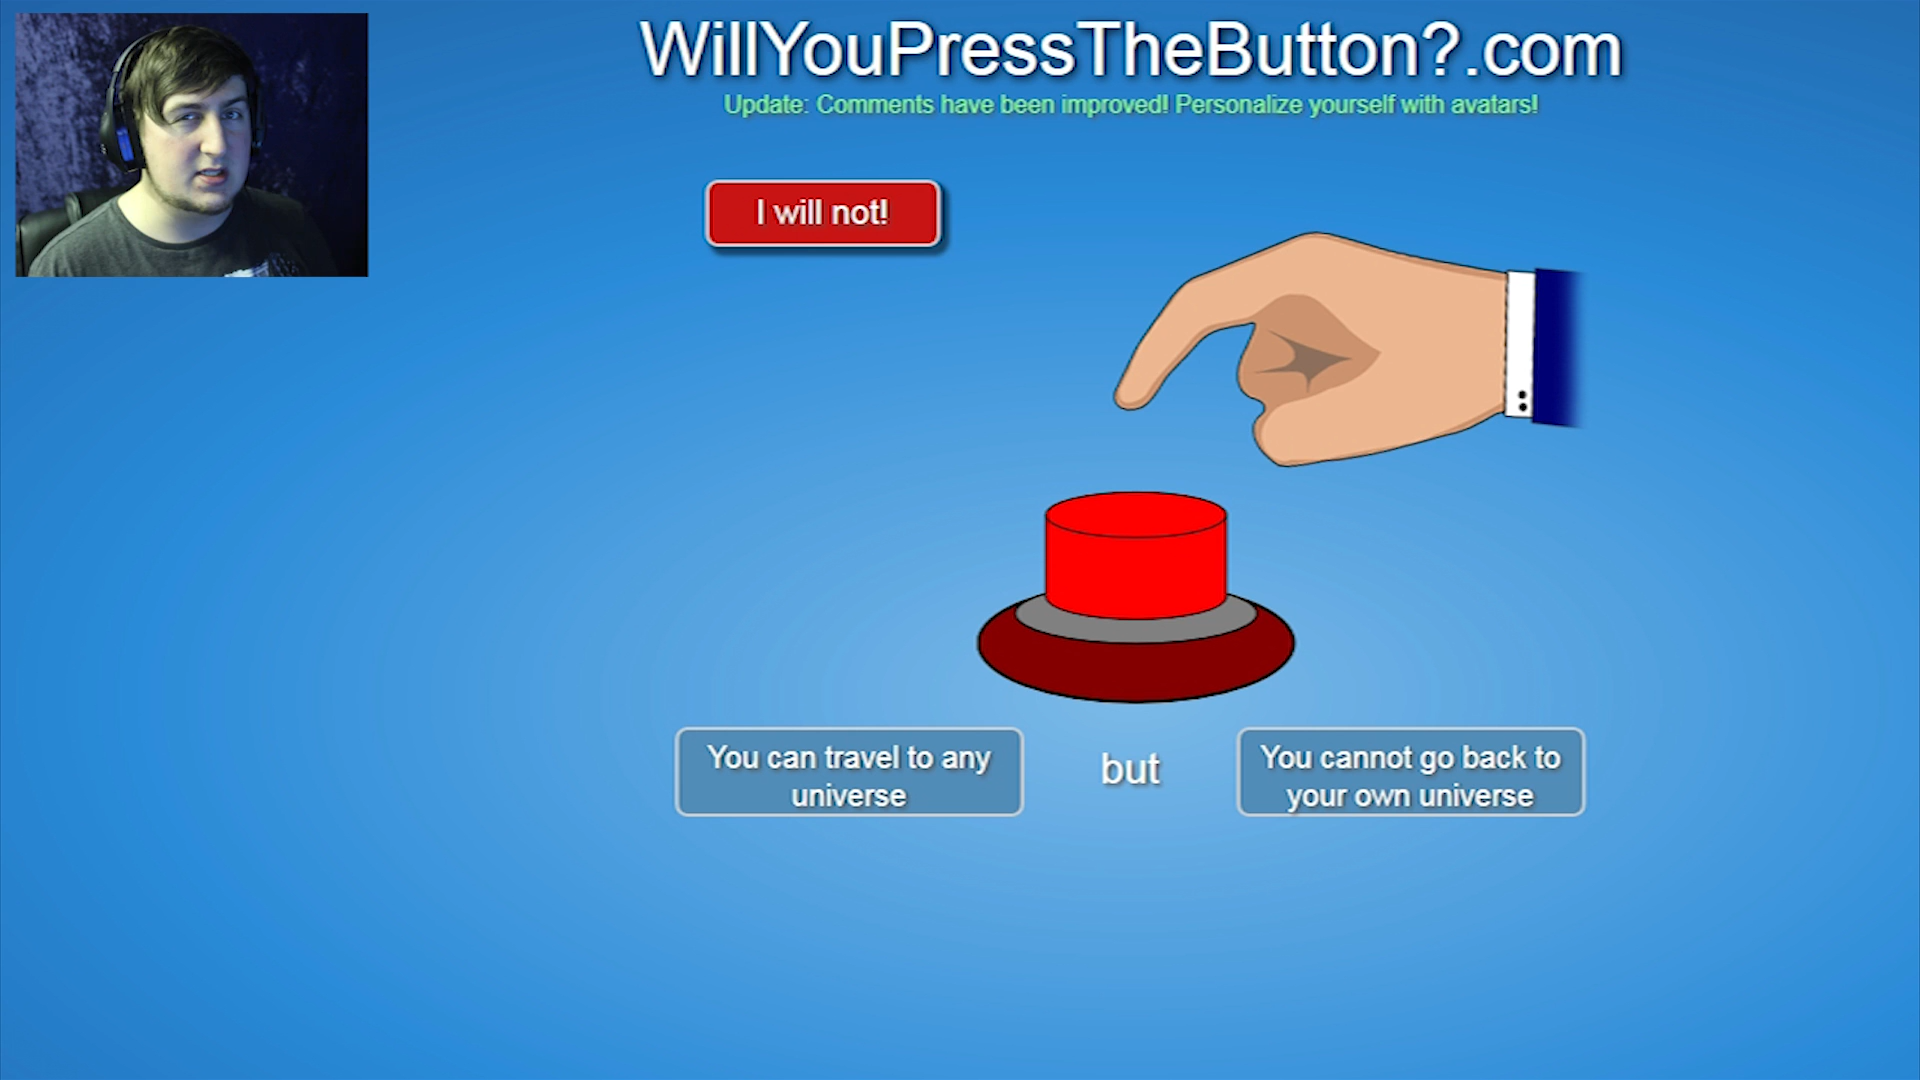 WillYouPressTheButton?.com
Update: Comments have been improved! Personalize yourself with avatars!
I will not!
You can travel to any
universe
but
You cannot go back to
your own universe